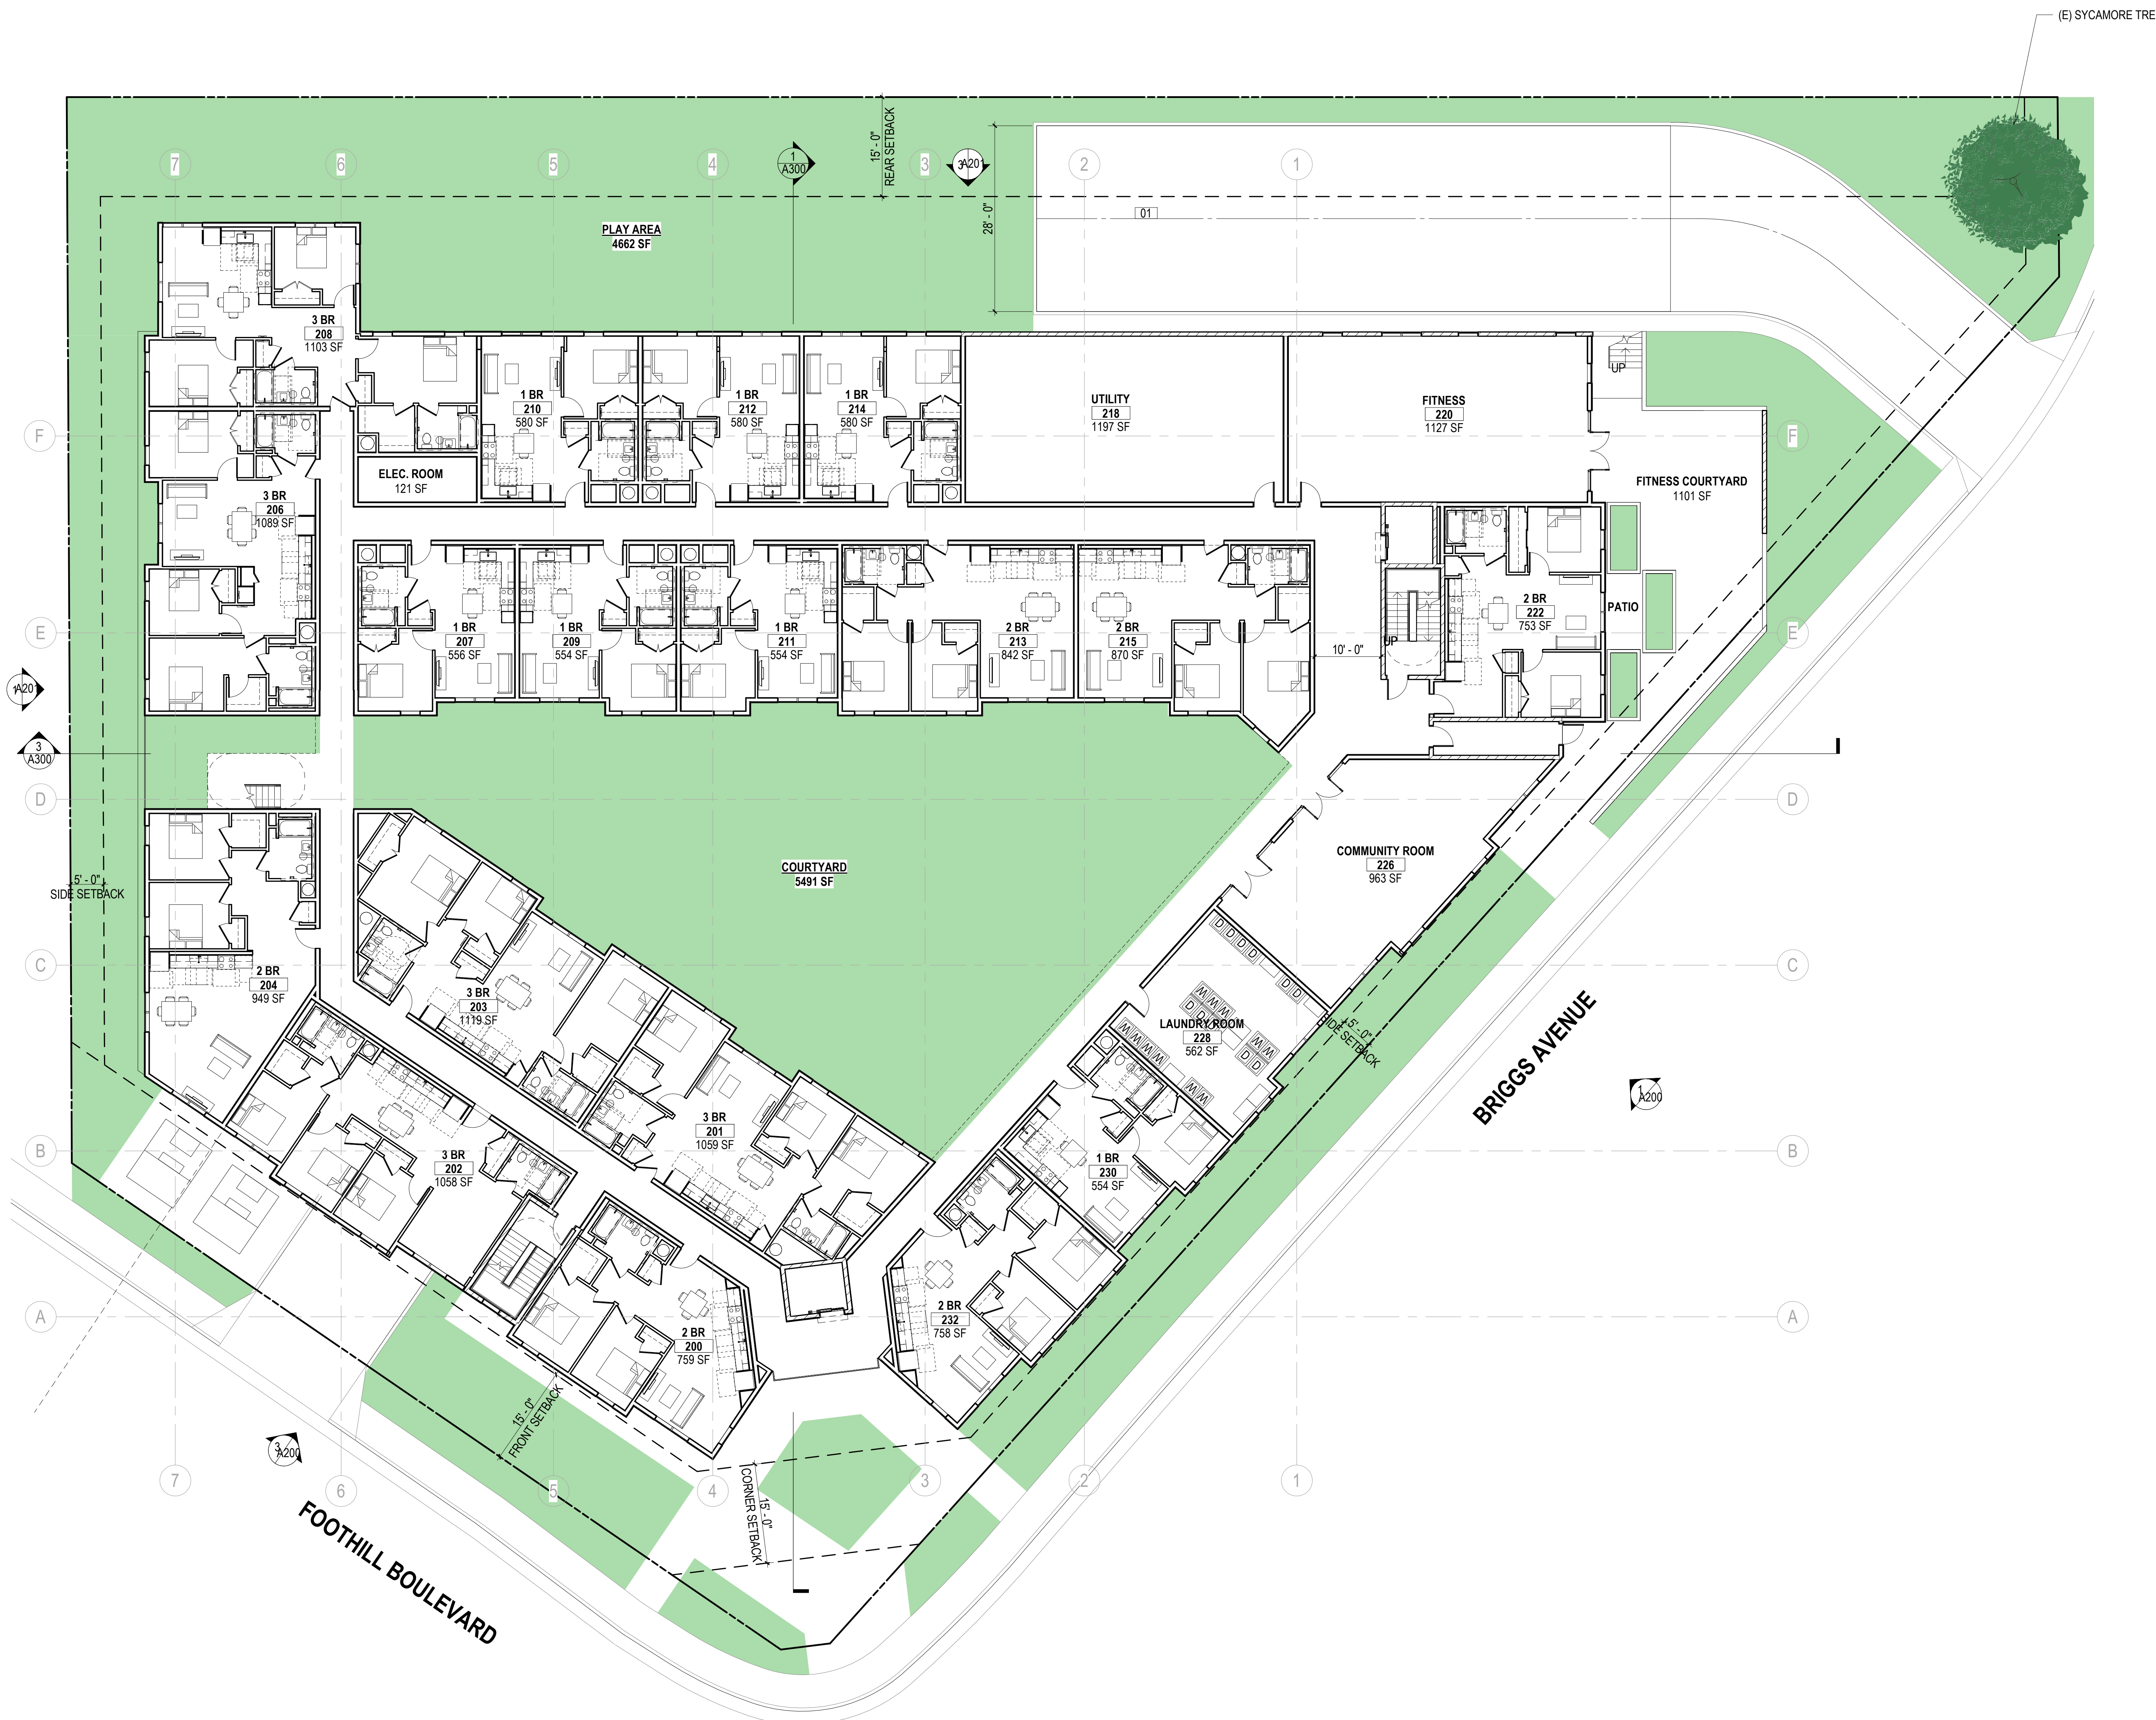 (E) SYCAMORE TRE
15' - 0"
REAR SETBACK
7
6
5
4
1
A300
3
3
A201
2
1
28' - 0"
01
PLAY AREA
4662 SF
3 BR
208
1103 SF
1 BR
210
580 SF
1 BR
212
580 SF
1 BR
214
580 SF
UTILITY
218
1197 SF
FITNESS
220
1127 SF
UP
F
F
ELEC. ROOM
121 SF
FITNESS COURTYARD
1101 SF
3 BR
206
1089 SF
1 BR
207
556 SF
1 BR
209
554 SF
1 BR
211
554 SF
2 BR
213
842 SF
2 BR
215
870 SF
2 BR
222
753 SF
PATIO
E
E
UP
10' - 0"
1
A201
3
A300
D
D
COURTYARD
5491 SF
COMMUNITY ROOM
226
963 SF
5' - 0"
SIDE SETBACK
D D D D
D D
C
C
2 BR
204
949 SF
3 BR
203
1119 SF
W W W
D D
LAUNDRY ROOM
228
562 SF
W W W W
W W
D D
W W
5' - 0"
SIDE SETBACK
BRIGGS AVENUE
1
A200
B
B
3 BR
201
1059 SF
3 BR
202
1058 SF
1 BR
230
554 SF
A
A
2 BR
200
759 SF
2 BR
232
758 SF
15' - 0"
FRONT SETBACK
3
A200
15' - 0"
CORNER SETBACK
7
6
5
4
3
2
1
FOOTHILL BOULEVARD